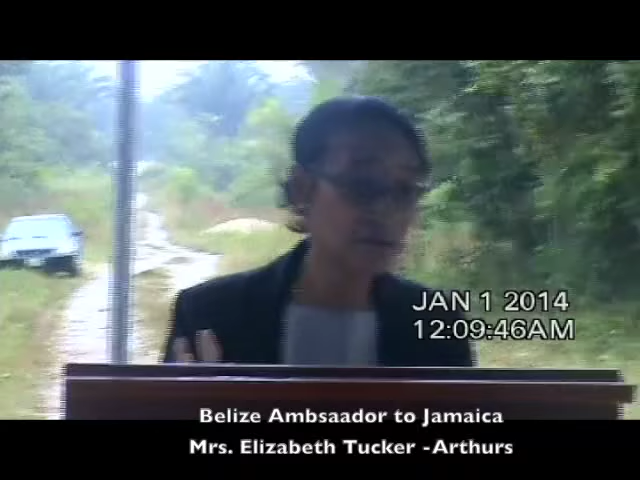 JAN 1 2014
12:09:46AM
Belize Ambsaador to Jamaica
Mrs. Elizabeth Tucker -Arthurs